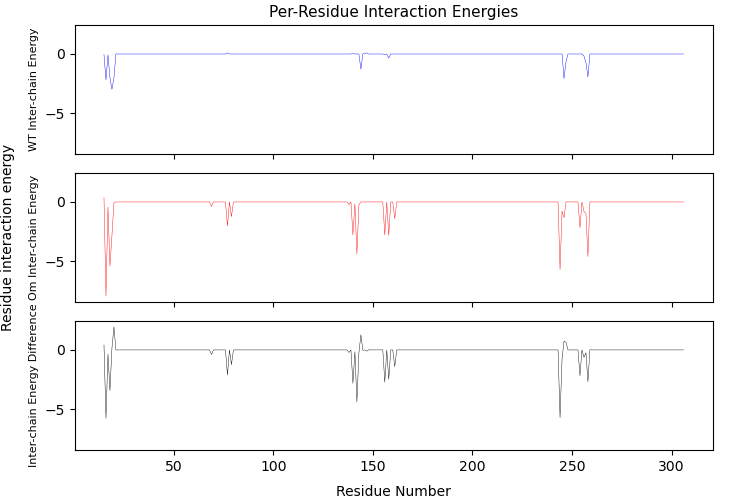 Per-Residue Interaction Energies
WT Inter-chain Energy
0
−5
Residue interaction energy
Om Inter-chain Energy
0
−5
Inter-chain Energy Difference
0
−5
50
100
150
200
250
300
Residue Number